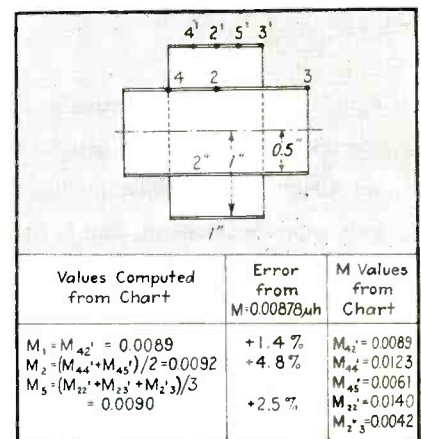 4' 2' 5' 3'
4 2 3
0.5"
2" 1"
1"
Values Computed from Chart
Error from M=0.00878μh
M Values from Chart
M₁ = M₄₂' = 0.0089 +1.4 % M₄₂' = 0.0089
M₂ = (M₄₄' + M₄₅')/2 = 0.0092 +4.8 % M₄₄' = 0.0123
M₅ = (M₂₂' + M₂₃' + M₂'₃)/3 M₄₅' = 0.0061
= 0.0090 +2.5 % M₂₂' = 0.0140
M₂'₃ = 0.0042